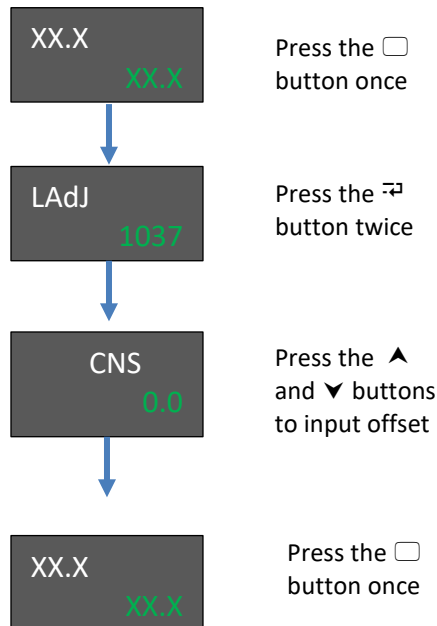 XX.X
XX.X
Press the
button once
LAdJ
1037
Press the
button twice
CNS
0.0
Press the
and buttons
to input offset
XX.X
XX.X
Press the
button once